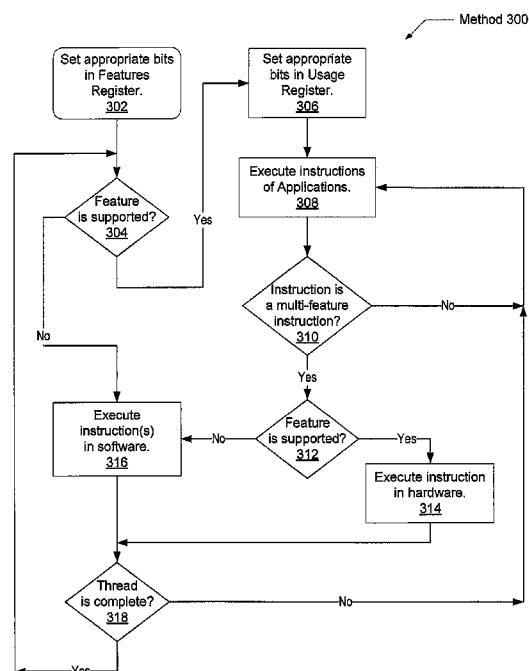 Method 300
Set appropriate bits
in Features
Register.
302
Set appropriate
bits in Usage
Register.
306
Execute instructions
of Applications.
308
Feature
is supported?
304
Yes
Instruction is
a multi-feature
instruction?
310
No
No
Yes
Execute
instruction(s)
in software.
316
No
Feature
is supported?
312
Yes
Execute instruction
in hardware.
314
Thread
is complete?
318
No
Yes